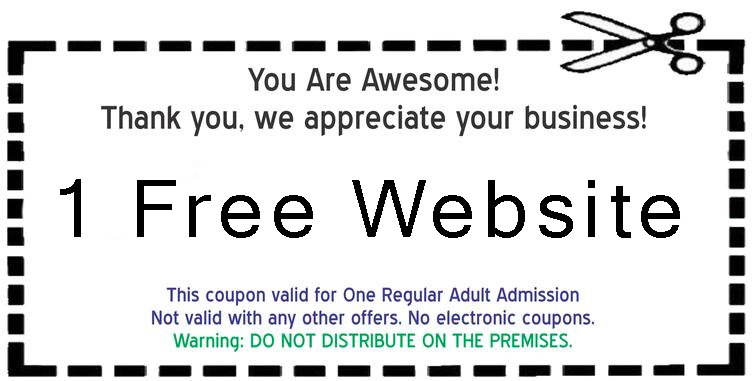 You Are Awesome!
Thank you, we appreciate your business!
1 Free Website
This coupon valid for One Regular Adult Admission
Not valid with any other offers. No electronic coupons.
Warning: DO NOT DISTRIBUTE ON THE PREMISES.